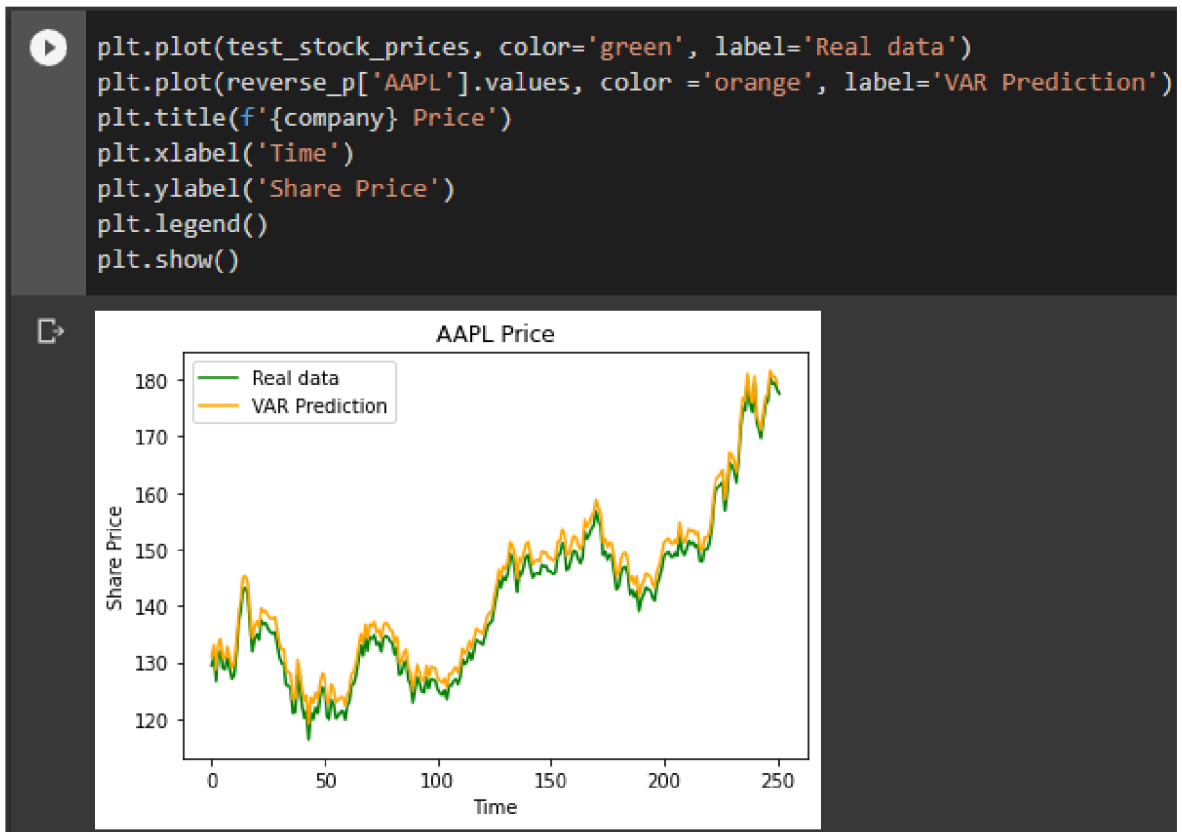 plt.plot(test_stock_prices, color='green', label='Real data')
plt.plot(reverse_p['AAPL'].values, color ='orange', label='VAR Prediction')
plt.title(f'{company} Price')
plt.xlabel('Time')
plt.ylabel('Share Price')
plt.legend()
plt.show()
AAPL Price
Real data
VAR Prediction
180
170
160
150
140
130
120
Share Price
0 50 100 150 200 250
Time